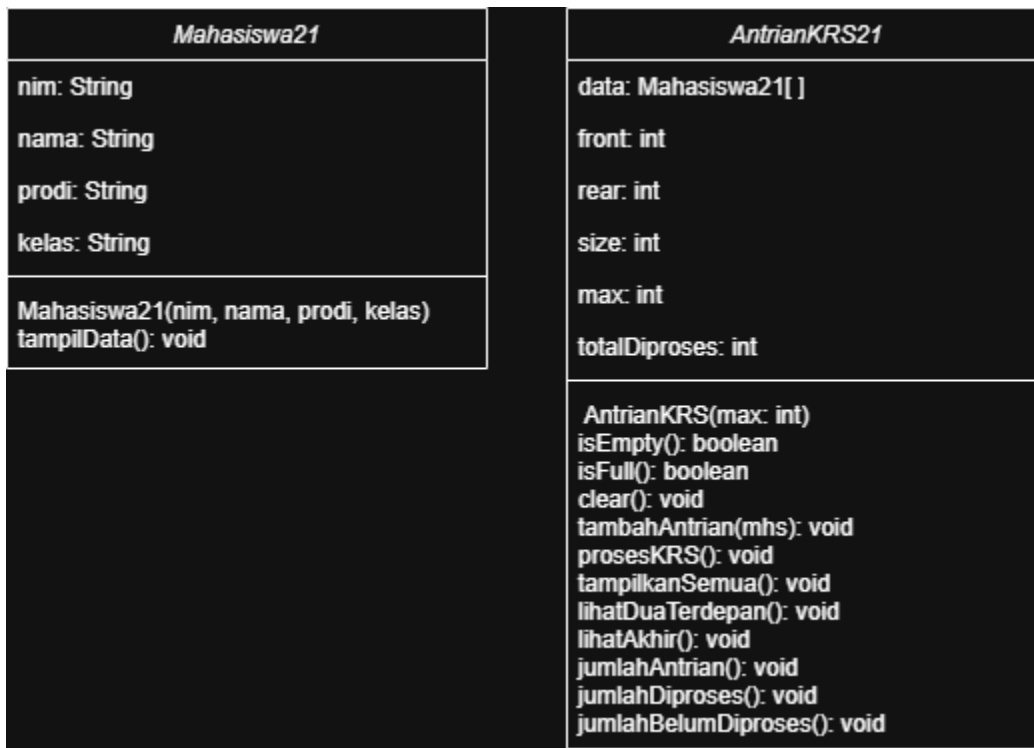 Mahasiswa21
nim: String
nama: String
prodi: String
kelas: String
Mahasiswa21(nim, nama, prodi, kelas)
tampilData(): void
AntrianKRS21
data: Mahasiswa21[ ]
front: int
rear: int
size: int
max: int
totalDiproses: int
AntrianKRS(max: int)
isEmpty(): boolean
isFull(): boolean
clear(): void
tambahAntrian(mhs): void
prosesKRS(): void
tampilkanSemua(): void
lihatDuaTerdepan(): void
lihatAkhir(): void
jumlahAntrian(): void
jumlahDiproses(): void
jumlahBelumDiproses(): void